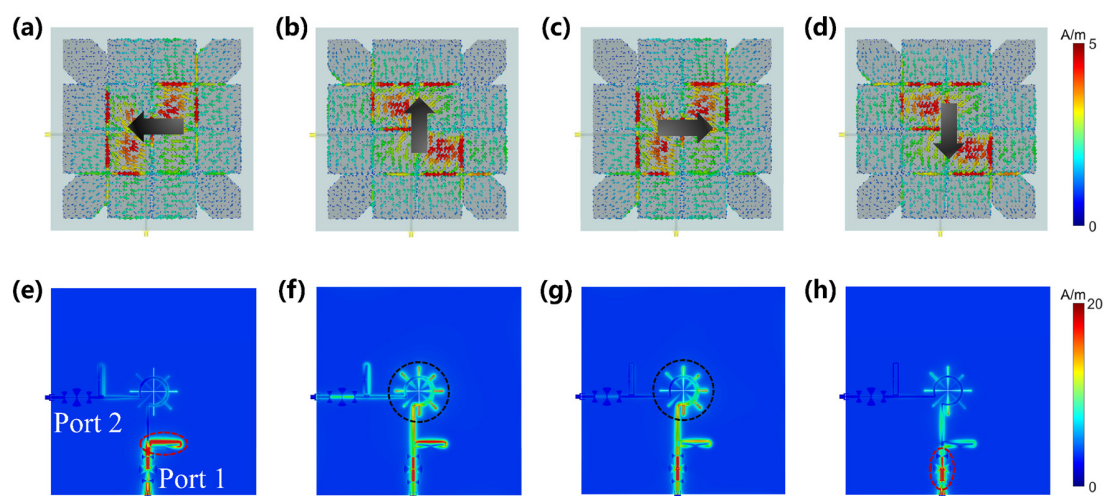 (a) (b) (c) (d) A/m
5
0
(e) (f) (g) (h) A/m
20
0
Port 2
Port 1